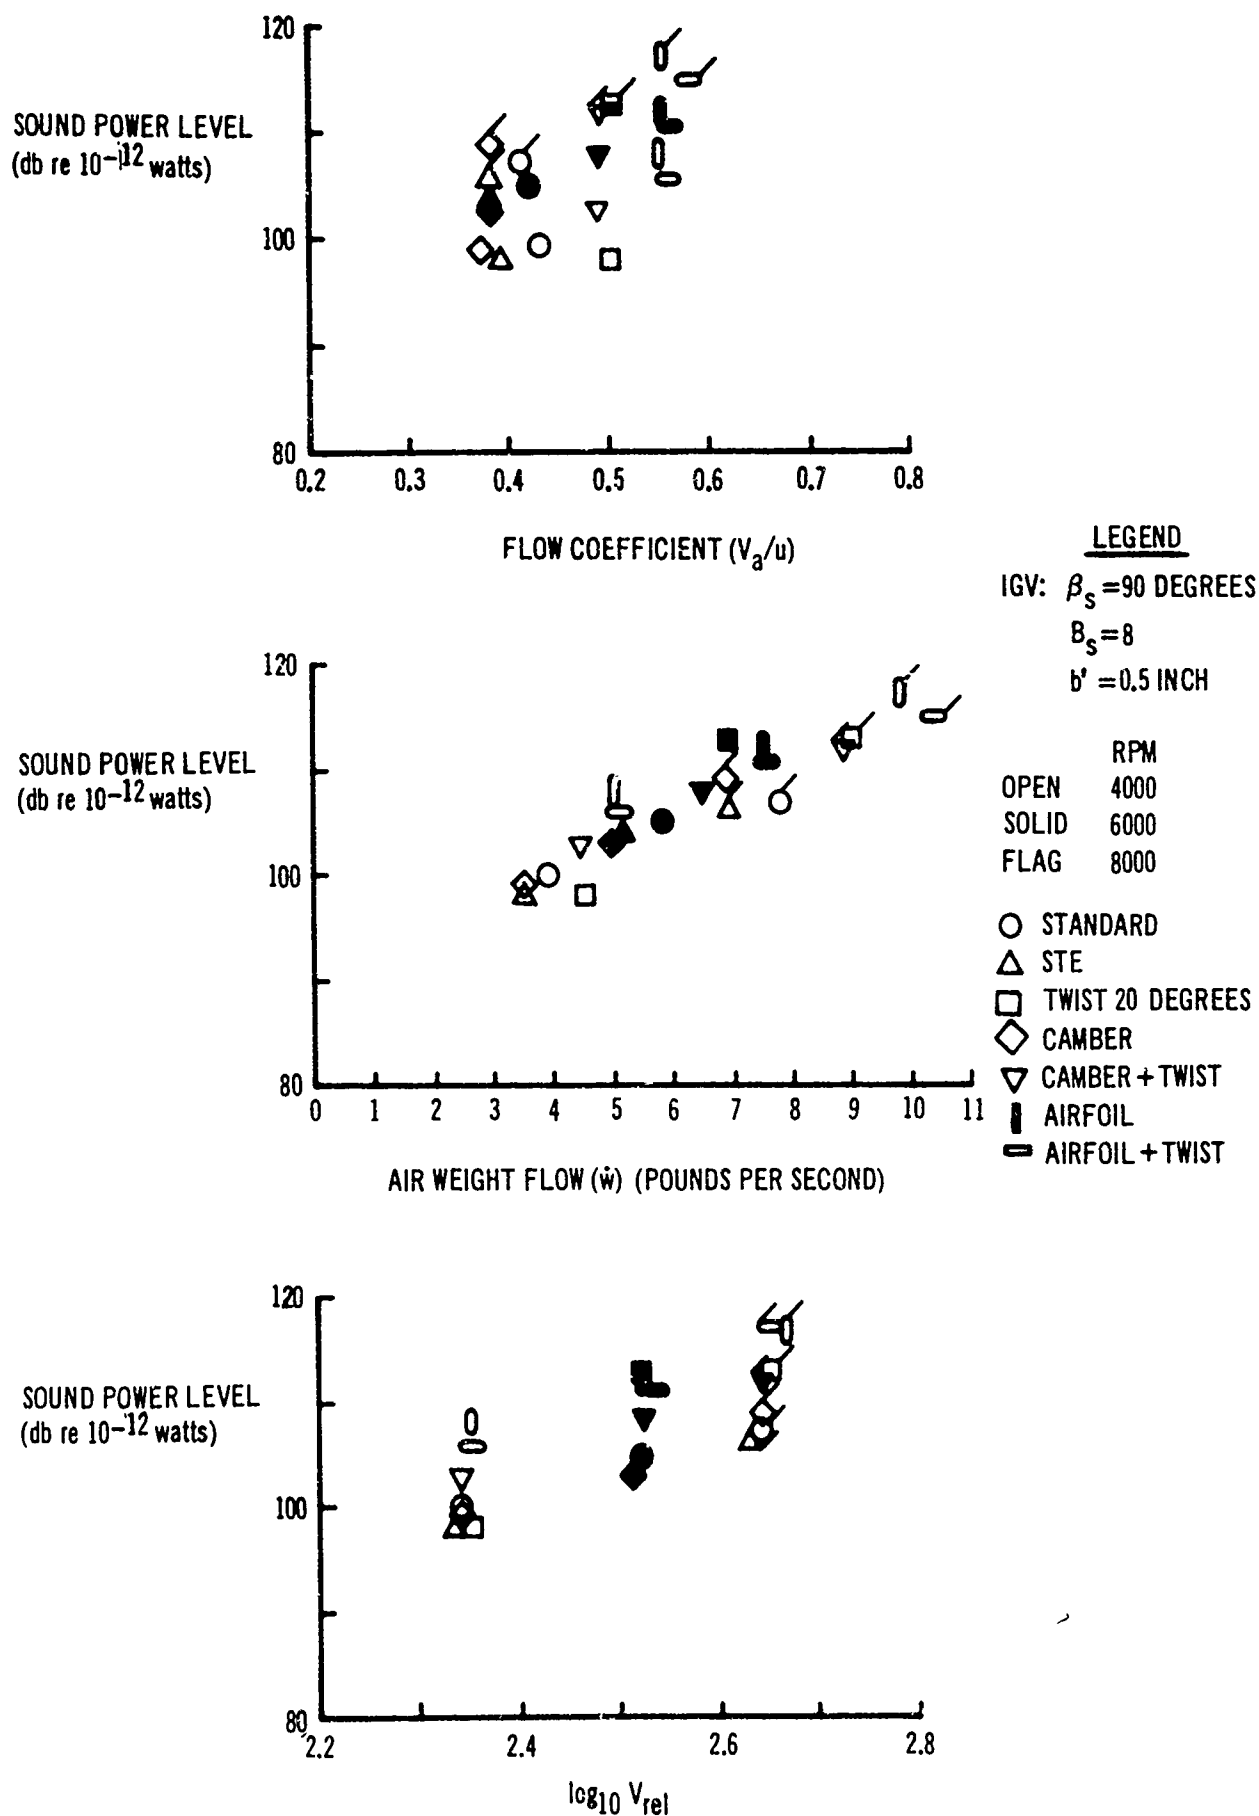 120
SOUND POWER LEVEL
(db re 10-12 watts)
100
80
0.2 0.3 0.4 0.5 0.6 0.7 0.8
FLOW COEFFICIENT (Va/u)
LEGEND
IGV: βs =90 DEGREES
Bs=8
b' =0.5 INCH
RPM
OPEN 4000
SOLID 6000
FLAG 8000
STANDARD
STE
TWIST 20 DEGREES
CAMBER
CAMBER + TWIST
AIRFOIL
AIRFOIL + TWIST
120
SOUND POWER LEVEL
(db re 10-12 watts)
100
80
0 1 2 3 4 5 6 7 8 9 10 11
AIR WEIGHT FLOW (ẇ) (POUNDS PER SECOND)
120
SOUND POWER LEVEL
(db re 10-12 watts)
100
80
2.2 2.4 2.6 2.8
log10 Vrel